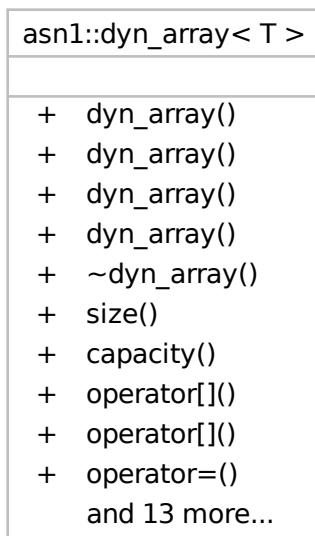 asn1::dyn_array< T >
+ dyn_array()
+ dyn_array()
+ dyn_array()
+ dyn_array()
+ ~dyn_array()
+ size()
+ capacity()
+ operator[]()
+ operator[]()
+ operator=()
and 13 more...